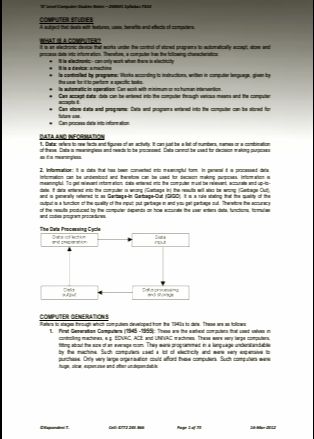 'O' Level Computer Studies Notes – ZIMSEC Syllabus 7014
COMPUTER STUDIES
A subject that deals with features, uses, benefits and effects of computers.
WHAT IS A COMPUTER?
It is an electronic device that works under the control of stored programs to automatically accept, store and
process data into information. Therefore, a computer has the following characteristics:
• It is electronic:- can only work when there is electricity
• It is a device: a machine
• Is controlled by programs: Works according to instructions, written in computer language, given by
the user for it to perform a specific tasks.
• Is automatic in operation: Can work with minimum or no human intervention.
• Can accept data: data can be entered into the computer through various means and the computer
accepts it.
• Can store data and programs: Data and programs entered into the computer can be stored for
future use.
• Can process data into information
DATA AND INFORMATION
1. Data: refers to raw facts and figures of an activity. It can just be a list of numbers, names or a combination
of these. Data is meaningless and needs to be processed. Data cannot be used for decision making purposes
as it is meaningless.
2. Information: It is data that has been converted into meaningful form. In general it is processed data.
Information can be understood and therefore can be used for decision making purposes. Information is
meaningful. To get relevant information, data entered into the computer must be relevant, accurate and up-to-
date. If data entered into the computer is wrong (Garbage In) the results will also be wrong (Garbage Out),
and is generally referred to as Garbage-In Garbage-Out (GIGO). It is a rule stating that the quality of the
output is a function of the quality of the input; put garbage in and you get garbage out. Therefore the accuracy
of the results produced by the computer depends on how accurate the user enters data, functions, formulae
and codes program procedures.
The Data Processing Cycle
Data collection
and preparation
Data
input
Data
output
Data processing
and storage
COMPUTER GENERATIONS
Refers to stages through which computers developed from the 1940s to date. These are as follows:
1. First Generation Computers (1945 -1955): These are the earliest computers that used valves in
controlling machines, e.g. EDVAC, ACE and UNIVAC machines. These were very large computers,
filling about the size of an average room. They were programmed in a language understandable
by the machine. Such computers used a lot of electricity and were very expensive to
purchase. Only very large organisation could afford these computers. Such computers were
huge, slow, expensive and often undependable
©Kapondeni T.
Page 1 of 75
16-Mar-2012